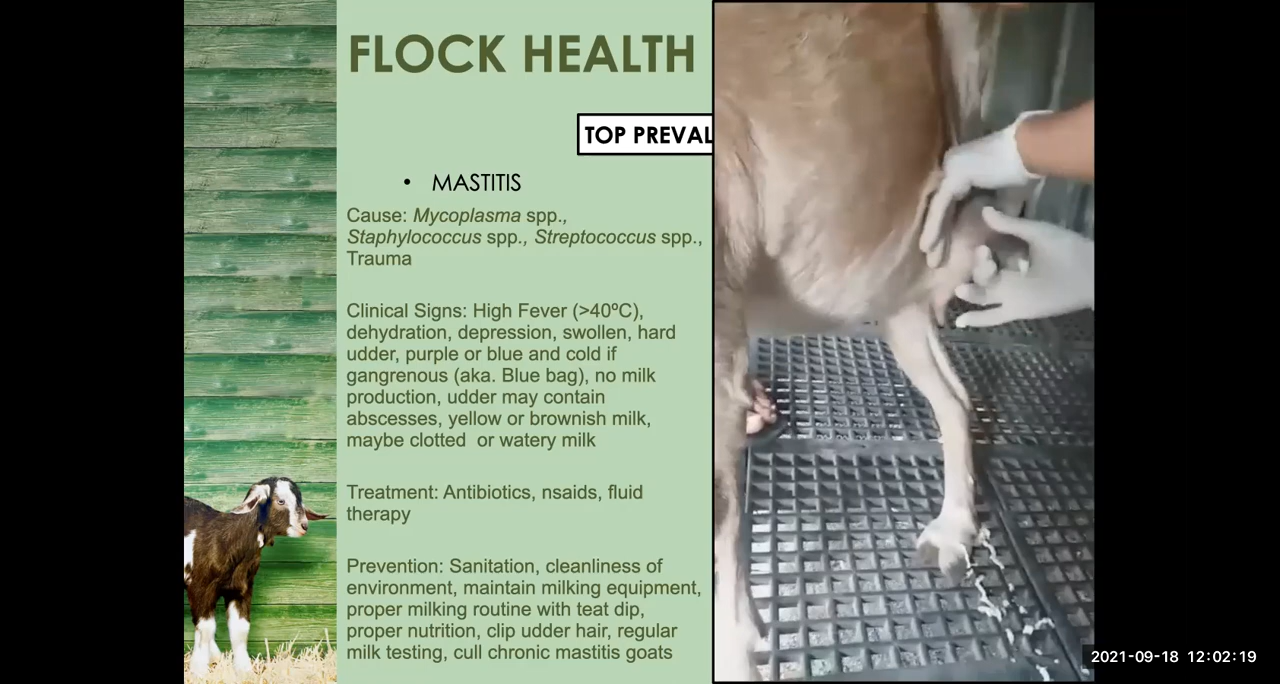 FLOCK HEALTH
TOP PREVAL
• MASTITIS
Cause: Mycoplasma spp.,
Staphylococcus spp., Streptococcus spp.,
Trauma
Clinical Signs: High Fever (>40ºC),
dehydration, depression, swollen, hard
udder, purple or blue and cold if
gangrenous (aka. Blue bag), no milk
production, udder may contain
abscesses, yellow or brownish milk,
maybe clotted  or watery milk
Treatment: Antibiotics, nsaids, fluid
therapy
Prevention: Sanitation, cleanliness of
environment, maintain milking equipment,
proper milking routine with teat dip,
proper nutrition, clip udder hair, regular
milk testing, cull chronic mastitis goats
2021-09-18 12:02:19